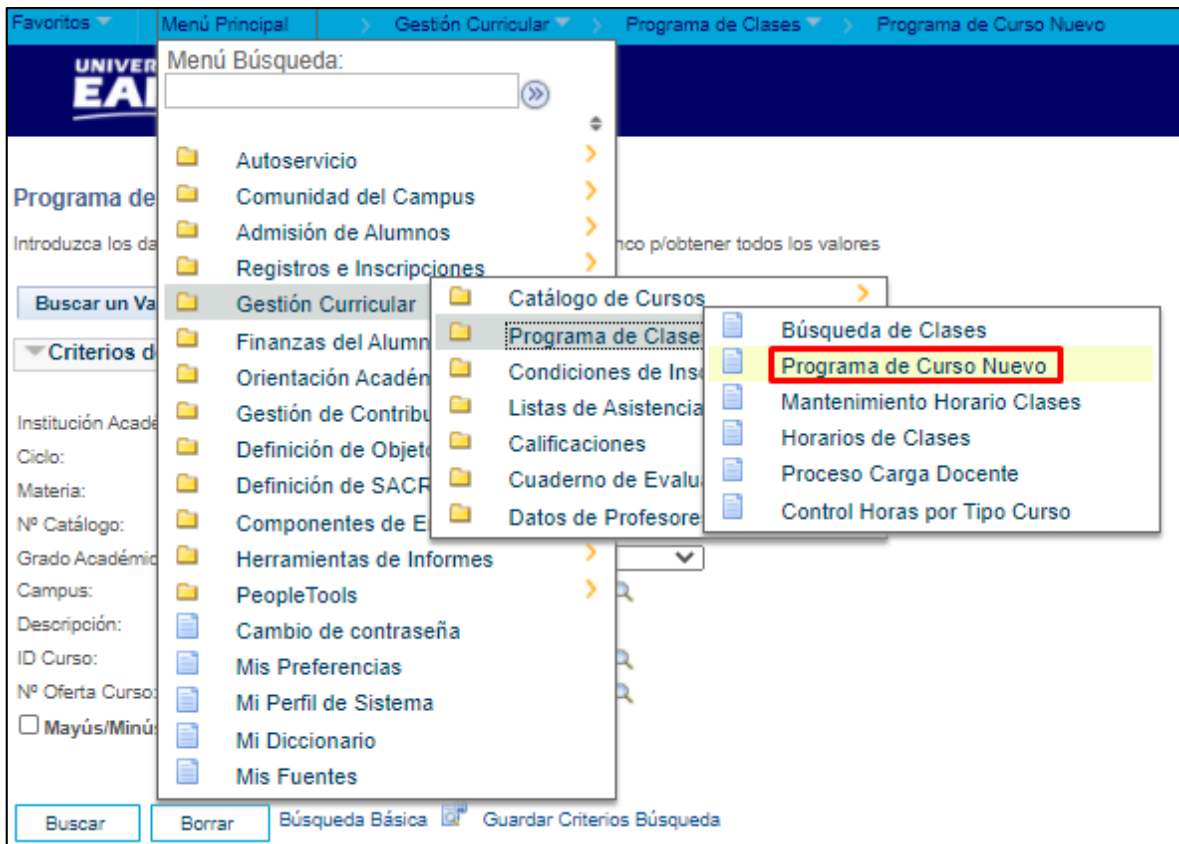 Favoritos Menú Principal Gestión Curricular Programa de Clases Programa de Curso Nuevo
Menú Búsqueda:
Autoservicio
Comunidad del Campus
Programa de
Admisión de Alumnos
Introduzca los da p/obtener todos los valores
Registros e Inscripciones
Gestión Curricular
Catálogo de Cursos
Buscar un Va
Programa de Clase
Búsqueda de Clases
Finanzas del Alumn
Criterios d
Condiciones de Ins
Programa de Curso Nuevo
Orientación Académ
Listas de Asistencia
Mantenimiento Horario Clases
Institución Acadé
Gestión de Contribu
Calificaciones
Horarios de Clases
Ciclo:
Definición de Objet
Cuaderno de Evalu
Proceso Carga Docente
Materia:
Definición de SACR
Datos de Profesore
Control Horas por Tipo Curso
Nº Catálogo:
Componentes de E
Grado Académic
Herramientas de Informes
Campus:
PeopleTools
Descripción:
Cambio de contraseña
ID Curso:
Mis Preferencias
Nº Oferta Curso:
Mi Perfil de Sistema
Mayús/Minús
Mi Diccionario
Mis Fuentes
Buscar Borrar Búsqueda Básica Guardar Criterios Búsqueda